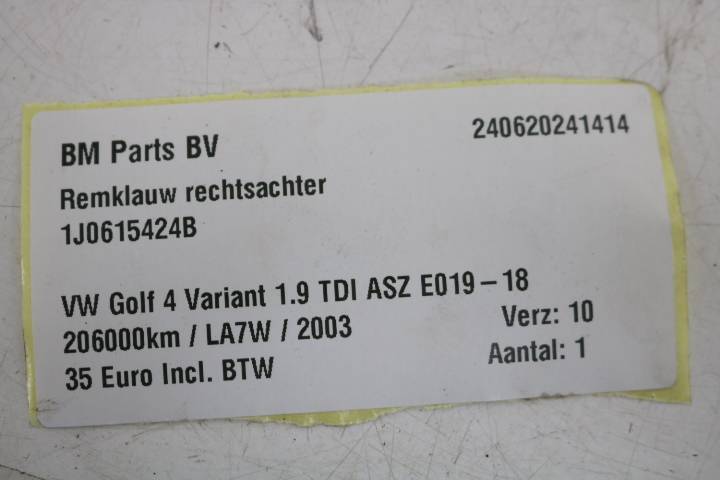 BM Parts BV 240620241414
Remklauw rechtsachter
1J0615424B
VW Golf 4 Variant 1.9 TDI ASZ E019-18
206000km / LA7W / 2003 Verz: 10
35 Euro Incl. BTW Aantal: 1